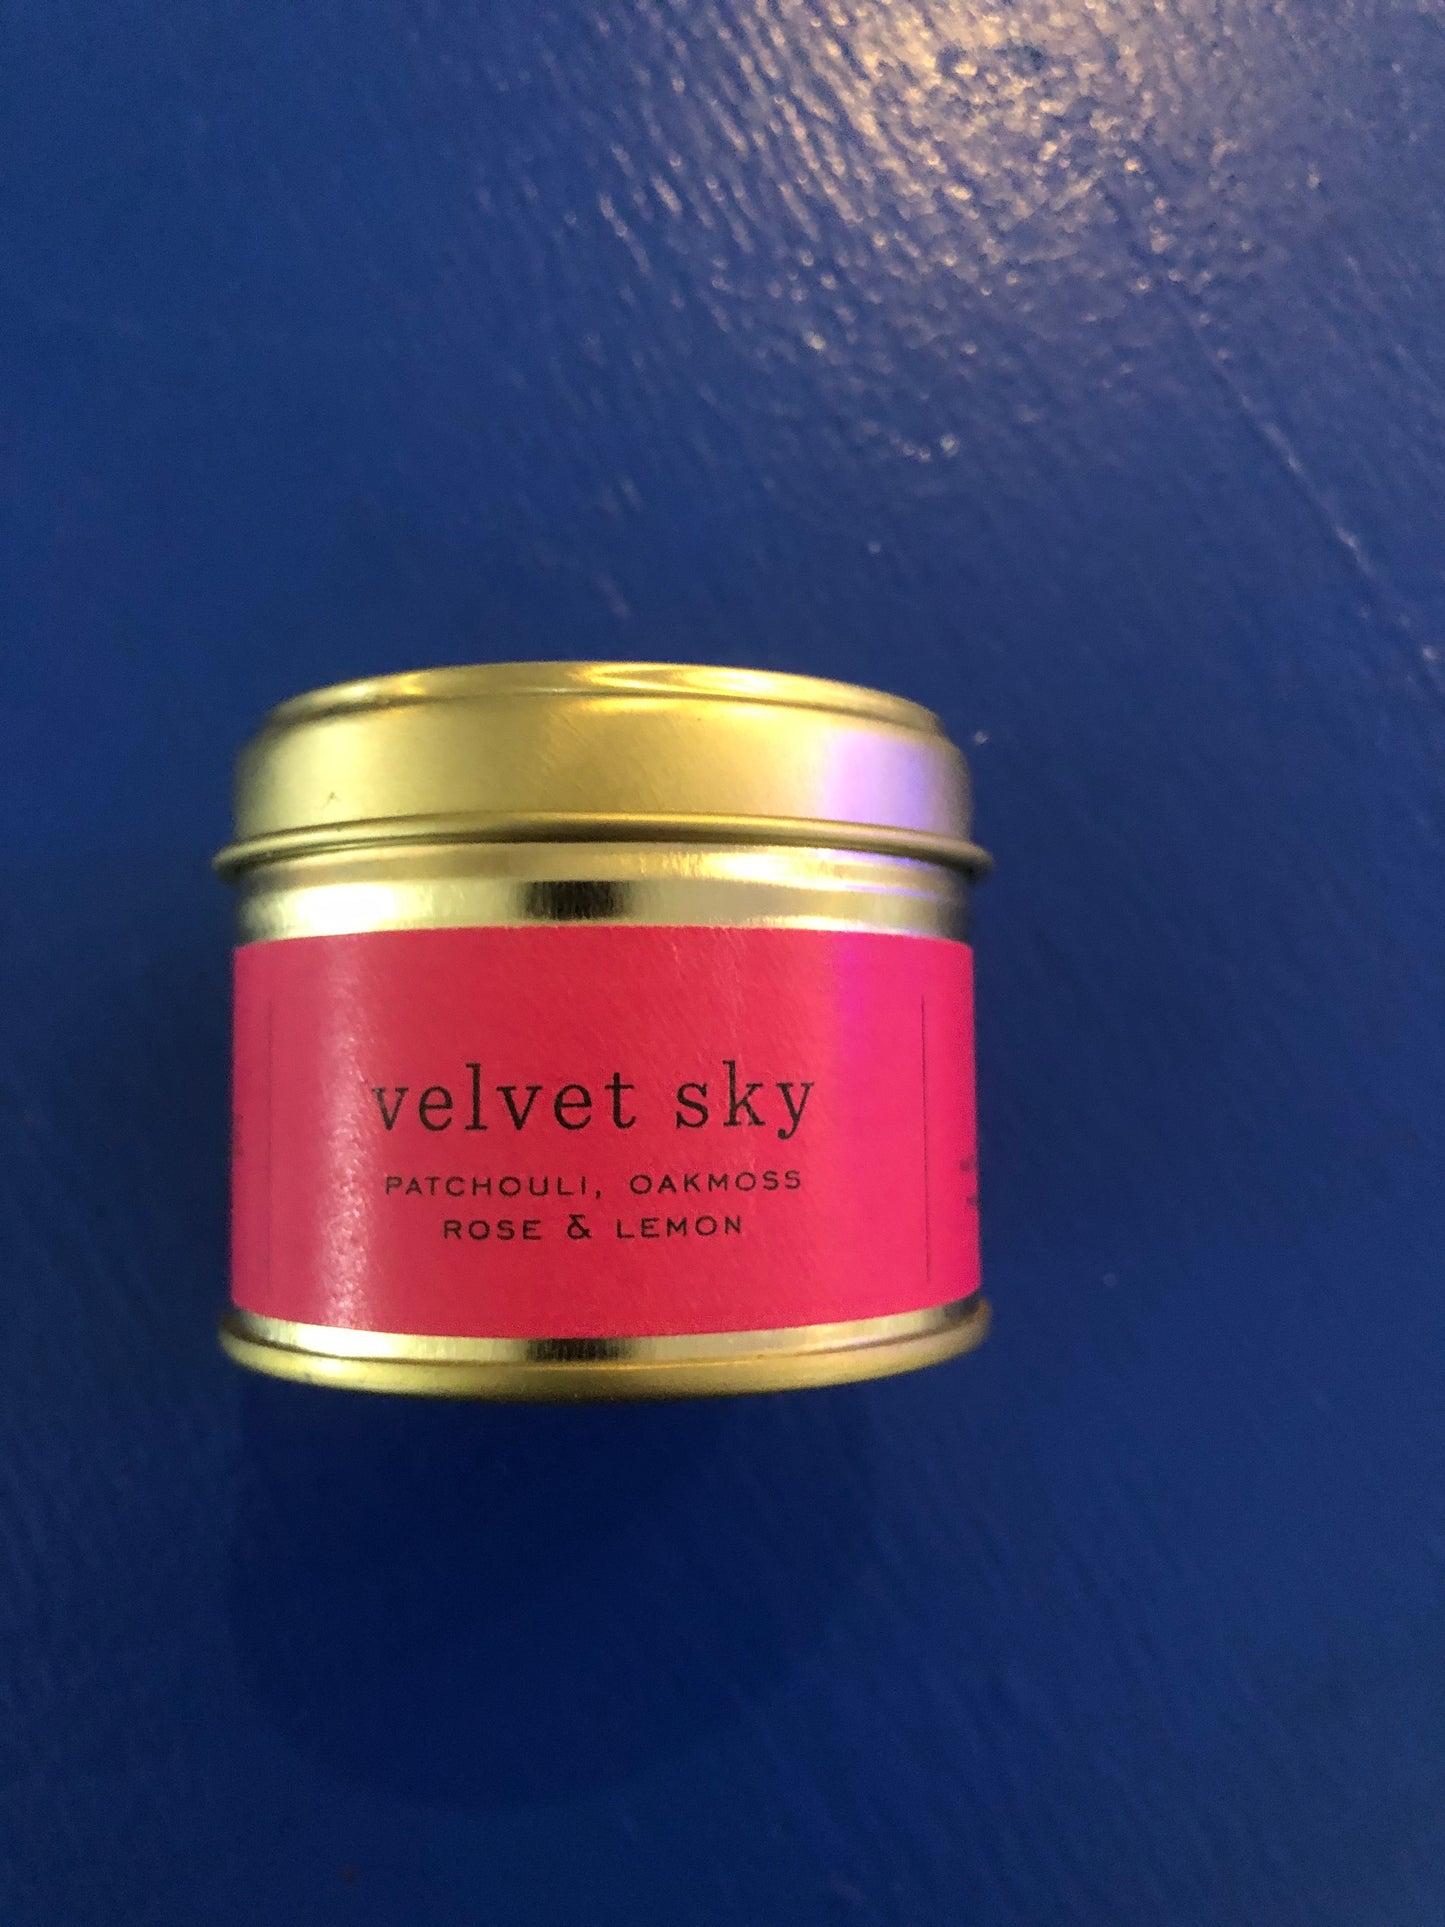 velvet sky
PATCHOULI, OAKMOSS
ROSE & LEMON